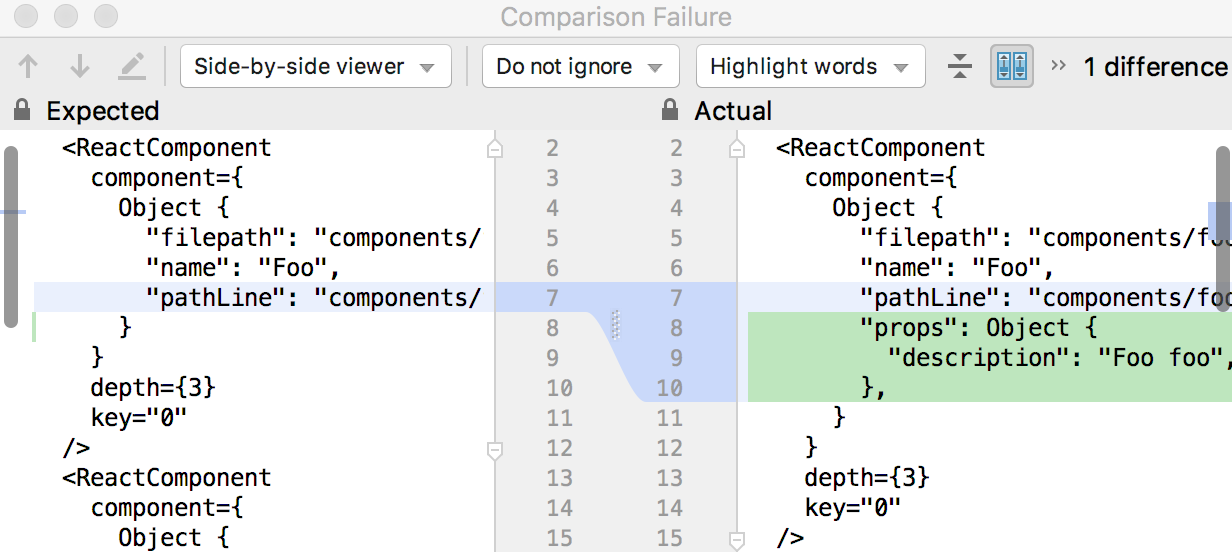 Comparison Failure
Side-by-side viewer
Do not ignore
Highlight words
1 difference
Expected
Actual
<ReactComponent
component={
Object {
"filepath": "components/
"name": "Foo",
"pathLine": "components/
}
}
depth={3}
key="0"
/>
<ReactComponent
component={
Object {
2 2
3 3
4 4
5 5
6 6
7 7
8 8
9 9
10 10
11 11
12 12
13 13
14 14
15 15
<ReactComponent
component={
Object {
"filepath": "components/foo
"name": "Foo",
"pathLine": "components/foo
"props": Object {
"description": "Foo foo",
},
}
}
depth={3}
key="0"
/>